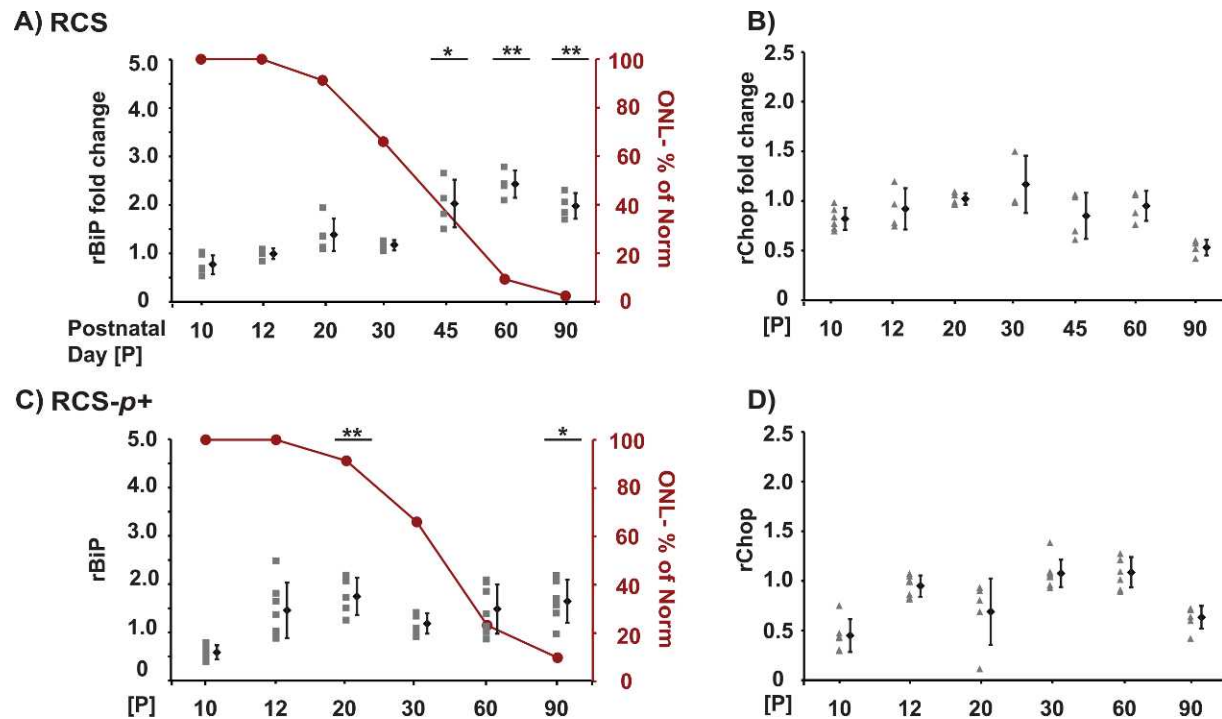 A) RCS
5.0
4.0
3.0
2.0
1.0
0
rBiP fold change
*
**
**
100
80
60
40
20
0
ONL- % of Norm
Postnatal
Day [P]
10 12 20 30 45 60 90
B)
2.5
2.0
1.5
1.0
0.5
0
rChop fold change
[P]
10 12 20 30 45 60 90
C) RCS-p+
5.0
4.0
3.0
2.0
1.0
0
rBiP
**
*
100
80
60
40
20
0
ONL- % of Norm
[P] 10 12 20 30 60 90
D)
2.5
2.0
1.5
1.0
0.5
0
rChop
[P] 10 12 20 30 60 90